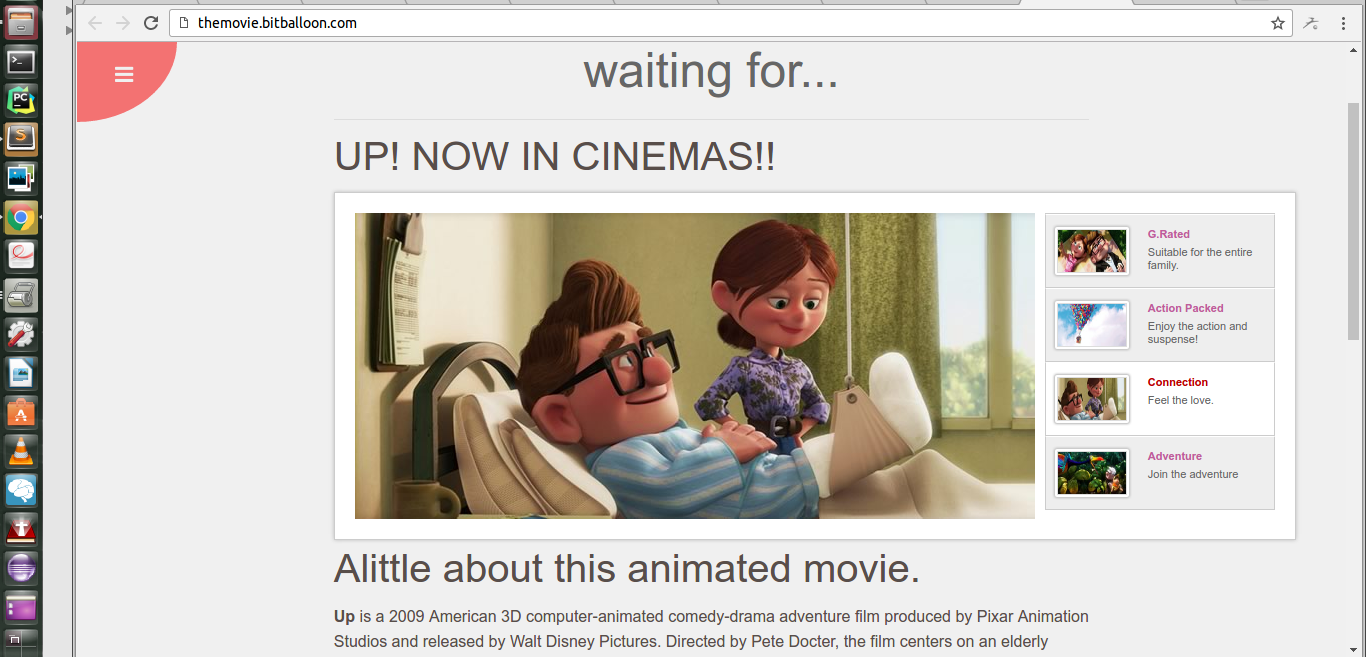 themovie.bitballoon.com
waiting for...
UP! NOW IN CINEMAS!!
G.Rated
Suitable for the entire
family.
Action Packed
Enjoy the action and
suspense!
Connection
Feel the love.
Adventure
Join the adventure
Alittle about this animated movie.
Up is a 2009 American 3D computer-animated comedy-drama adventure film produced by Pixar Animation
Studios and released by Walt Disney Pictures. Directed by Pete Docter, the film centers on an elderly
PC
S
A